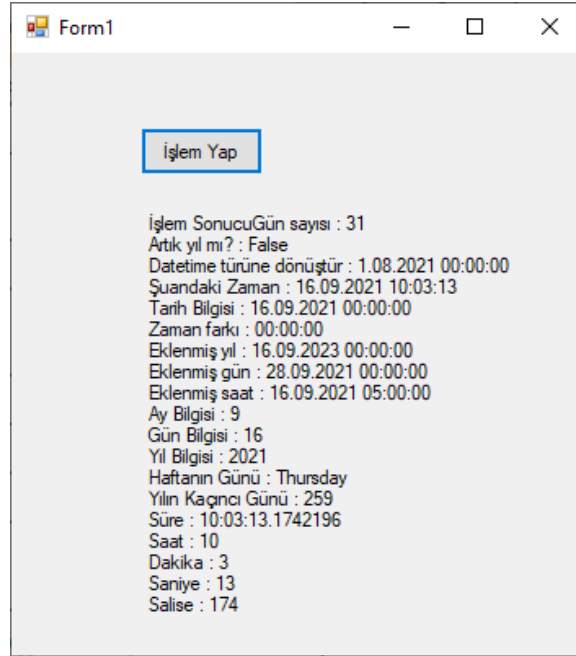 Form1
İşlem Yap
İşlem SonucuGün sayısı : 31
Artık yıl mı? : False
Datetime türüne dönüştür : 1.08.2021 00:00:00
Şuandaki Zaman : 16.09.2021 10:03:13
Tarih Bilgisi : 16.09.2021 00:00:00
Zaman farkı : 00:00:00
Eklenmiş yıl : 16.09.2023 00:00:00
Eklenmiş gün : 28.09.2021 00:00:00
Eklenmiş saat : 16.09.2021 05:00:00
Ay Bilgisi : 9
Gün Bilgisi : 16
Yıl Bilgisi : 2021
Haftanın Günü : Thursday
Yılın Kaçıncı Günü : 259
Süre : 10:03:13.1742196
Saat : 10
Dakika : 3
Saniye : 13
Salise : 174